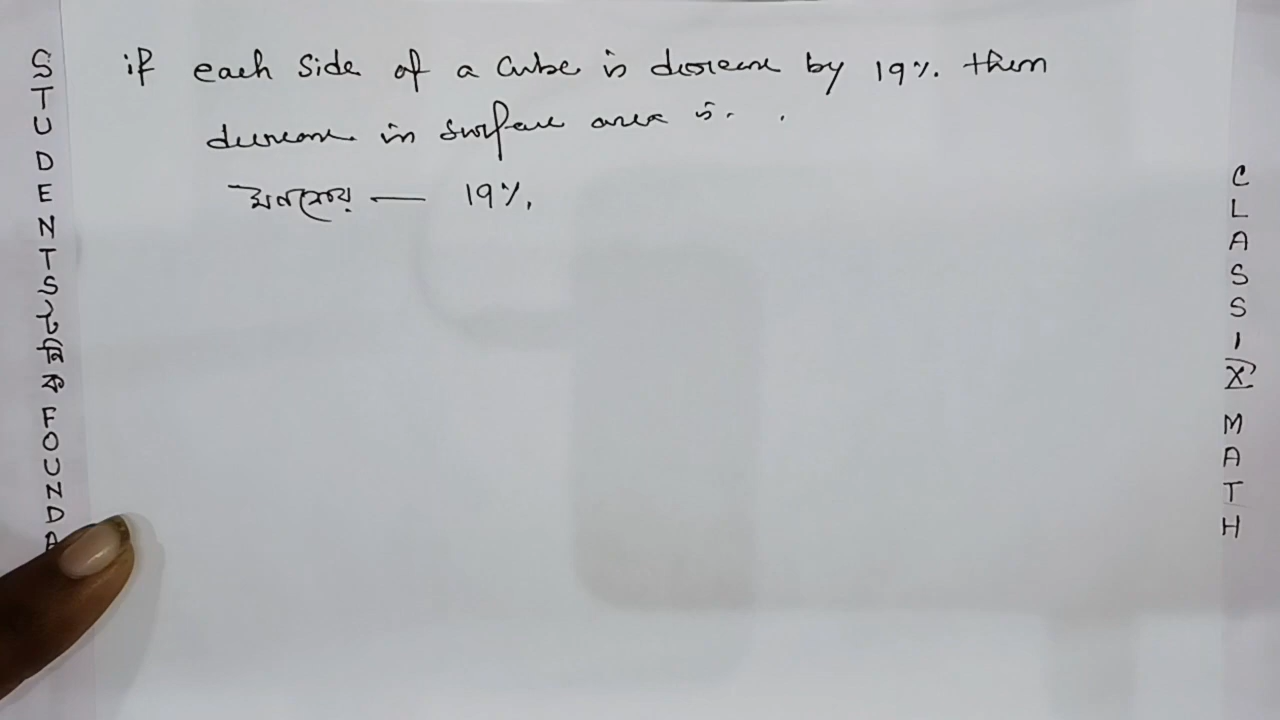 if each side of a cube is decrease by 19%. then
decrease in surface area is.
19%.
STUDENTS
FOUNDA
CLASS IX MATH